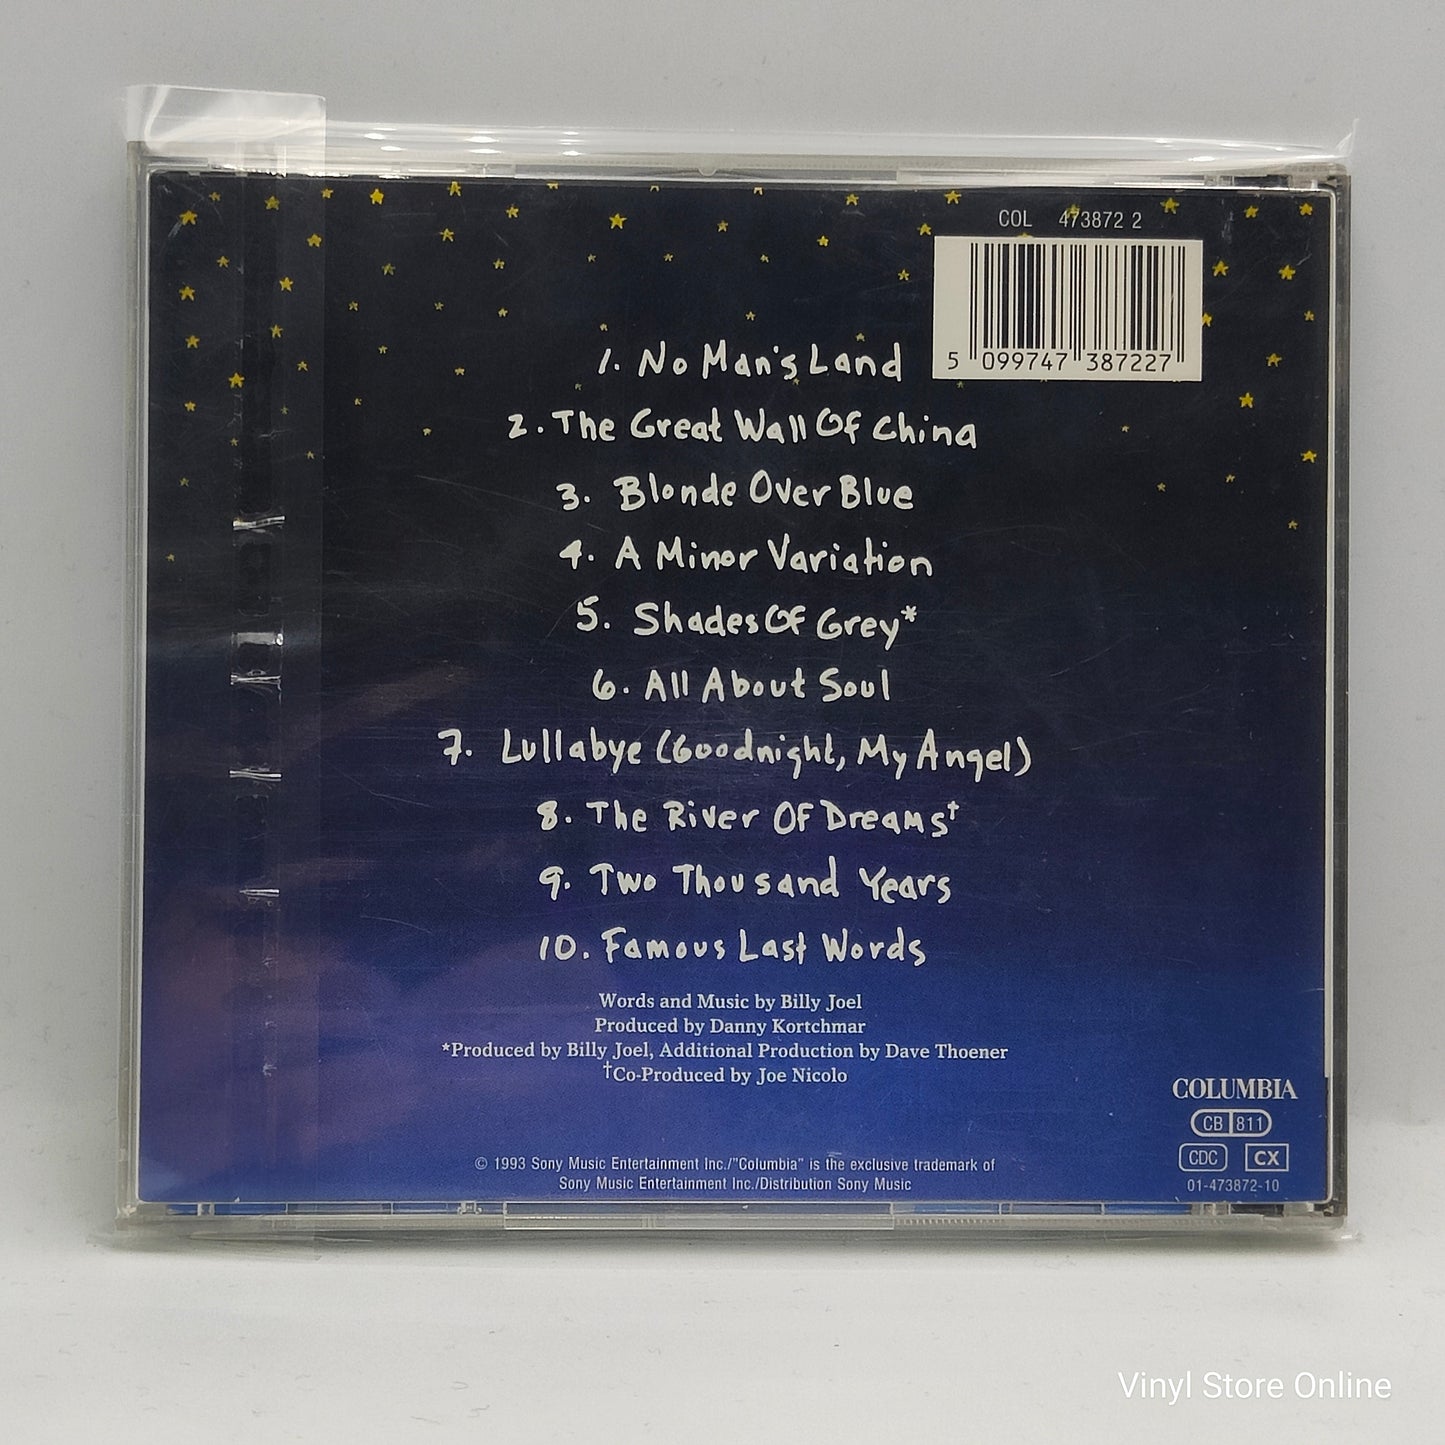 COL 473872 2
5 099747 387227
1. No Man's Land
2. The Great Wall Of China
3. Blonde Over Blue
4. A Minor Variation
5. Shades Of Grey*
6. All About Soul
7. Lullabye (Goodnight, My Angel)
8. The River Of Dreams†
9. Two Thousand Years
10. Famous Last Words
Words and Music by Billy Joel
Produced by Danny Kortchmar
*Produced by Billy Joel, Additional Production by Dave Thoener
†Co-Produced by Joe Nicolo
COLUMBIA
CB 811
CDC CX
01-473872-10
© 1993 Sony Music Entertainment Inc./"Columbia" is the exclusive trademark of
Sony Music Entertainment Inc./Distribution Sony Music
Vinyl Store Online